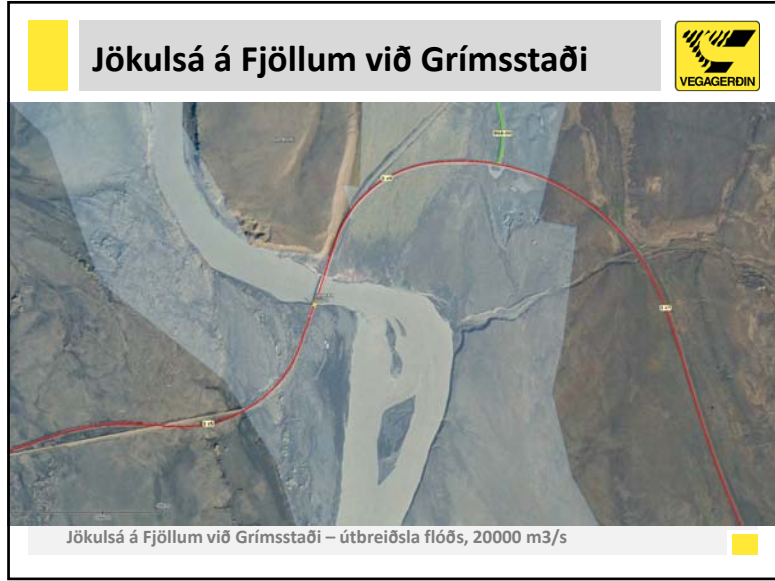 Jökulsá á Fjöllum við Grímsstaði
VEGAGERÐIN
Jökulsá á Fjöllum við Grímsstaði – útbreiðsla flóðs, 20000 m3/s